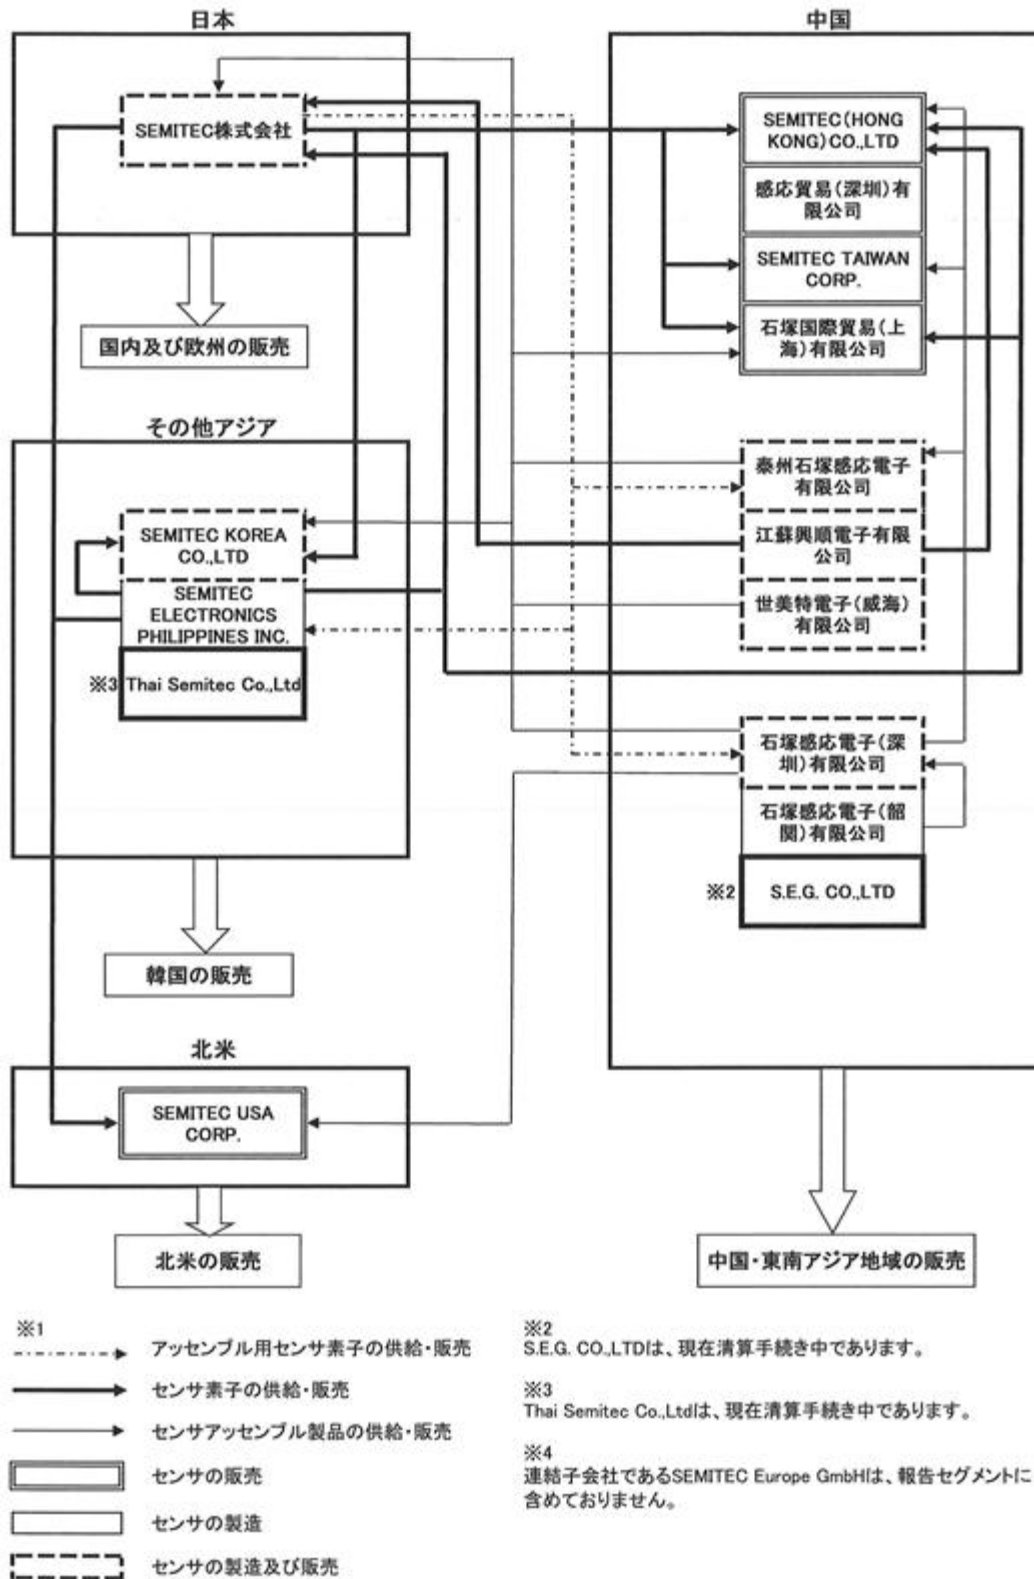 日本
中国
SEMITEC株式会社
SEMITEC(HONG
KONG)CO.,LTD
感応貿易(深圳)有
限公司
SEMITEC TAIWAN
CORP.
石塚国際貿易(上
海)有限公司
国内及び欧州の販売
その他アジア
SEMITEC KOREA
CO.,LTD
SEMITEC
ELECTRONICS
PHILIPPINES INC.
※3 Thai Semitec Co.,Ltd
泰州石塚感応電子
有限公司
江蘇興順電子有限
公司
世美特電子(威海)
有限公司
石塚感応電子(深
圳)有限公司
石塚感応電子(韶
関)有限公司
※2 S.E.G. CO.,LTD
韓国の販売
北米
SEMITEC USA
CORP.
北米の販売
中国・東南アジア地域の販売
※1
アッセンブル用センサ素子の供給・販売
センサ素子の供給・販売
センサアッセンブル製品の供給・販売
センサの販売
センサの製造
センサの製造及び販売
※2
S.E.G. CO.,LTDは、現在清算手続き中であります。
※3
Thai Semitec Co.,Ltdは、現在清算手続き中であります。
※4
連結子会社であるSEMITEC Europe GmbHは、報告セグメントに
含めておりません。